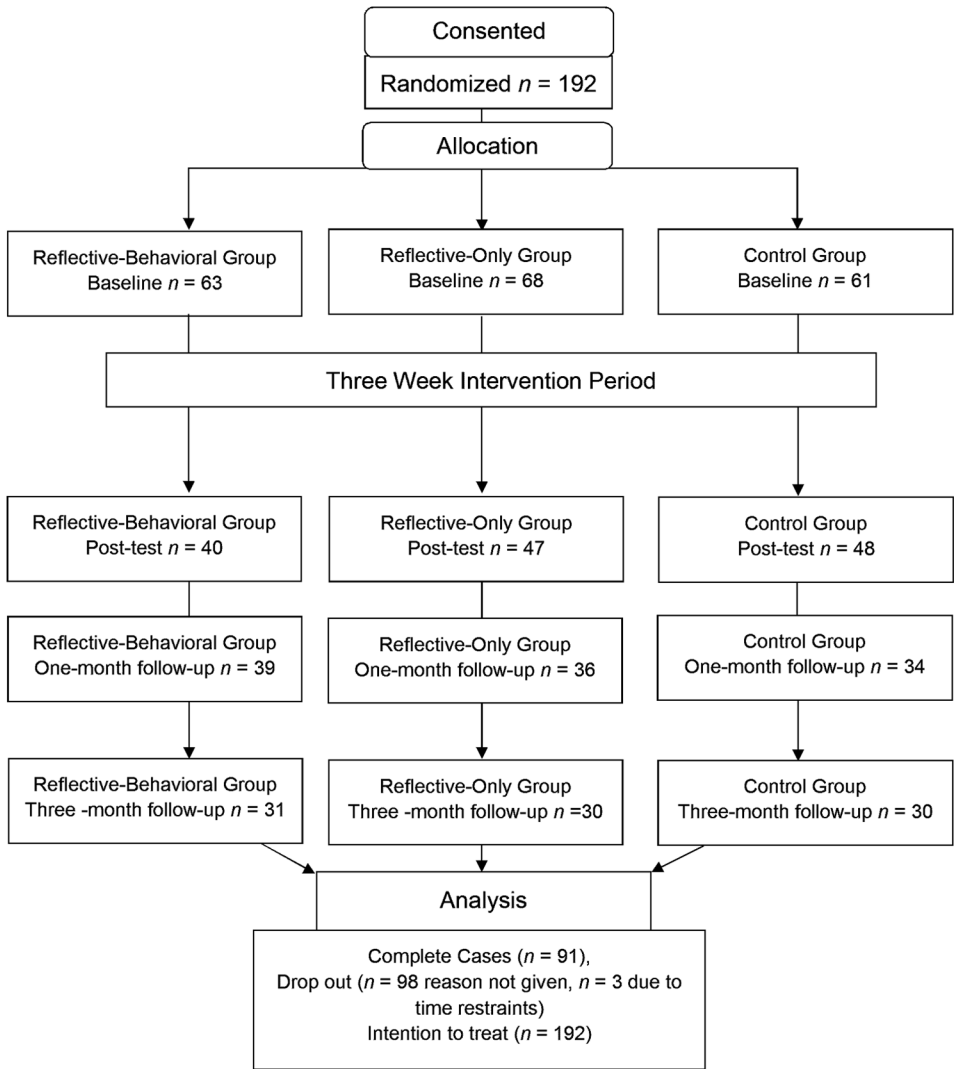 Consented
Randomized n = 192
Allocation
Reflective-Behavioral Group
Baseline n = 63
Reflective-Only Group
Baseline n = 68
Control Group
Baseline n = 61
Three Week Intervention Period
Reflective-Behavioral Group
Post-test n = 40
Reflective-Only Group
Post-test n = 47
Control Group
Post-test n = 48
Reflective-Behavioral Group
One-month follow-up n = 39
Reflective-Only Group
One-month follow-up n = 36
Control Group
One-month follow-up n = 34
Reflective-Behavioral Group
Three -month follow-up n = 31
Reflective-Only Group
Three -month follow-up n =30
Control Group
Three-month follow-up n = 30
Analysis
Complete Cases (n = 91),
Drop out (n = 98 reason not given, n = 3 due to
time restraints)
Intention to treat (n = 192)